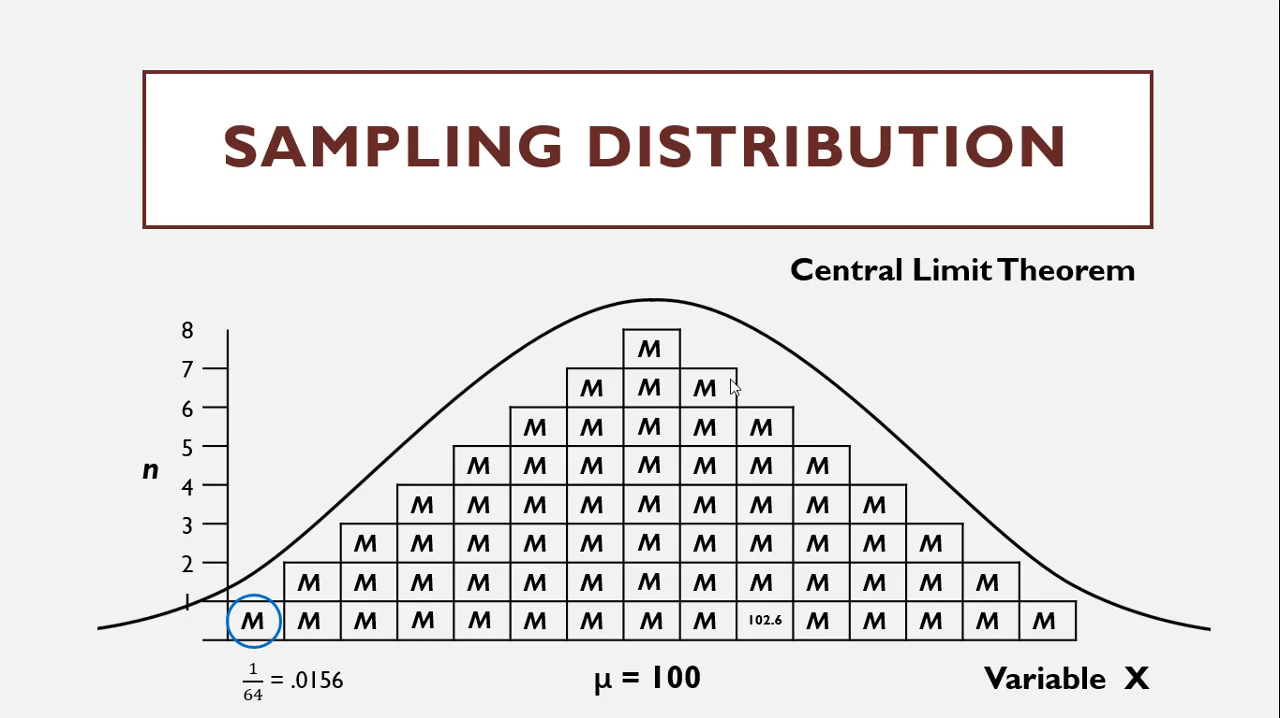 SAMPLING DISTRIBUTION
Central Limit Theorem
8 M
7 M M M
6 M M M M M
5 M M M M M M M
n
4 M M M M M M M M M
3 M M M M M M M M M M M
2 M M M M M M M M M M M M M
1 M M M M M M M M M 102.6 M M M M M
1/64 = .0156
μ = 100
Variable X